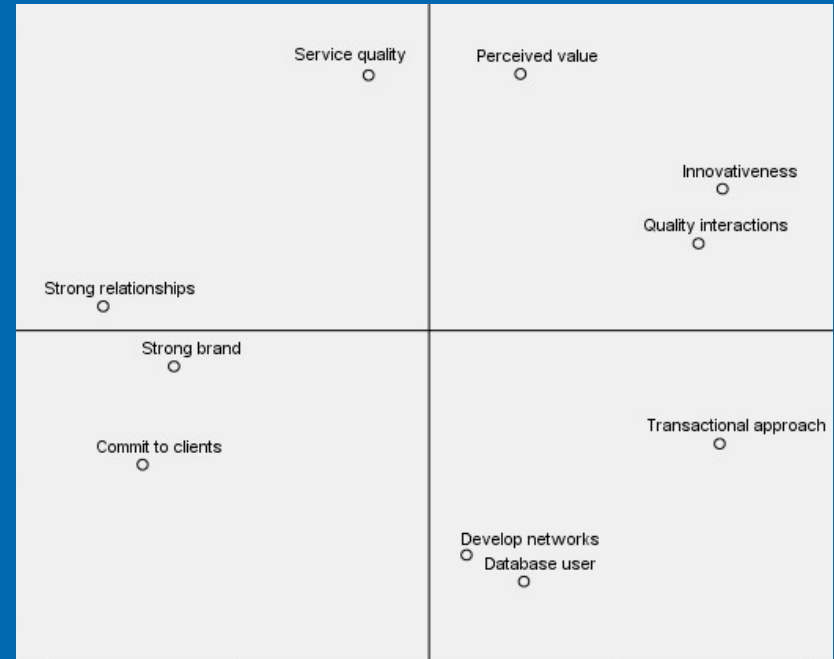 Service quality
Perceived value
Innovativeness
Quality interactions
Strong relationships
Strong brand
Transactional approach
Commit to clients
Develop networks
Database user